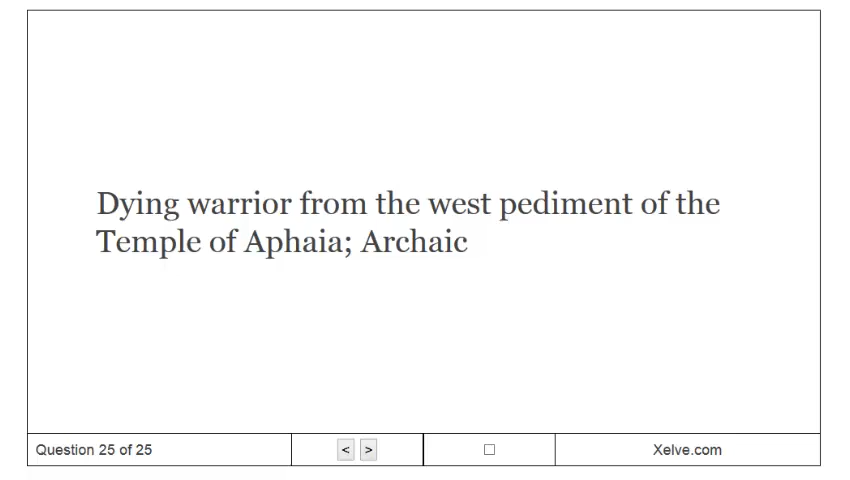 Dying warrior from the west pediment of the
Temple of Aphaia; Archaic
Question 25 of 25
< >
Xelve.com